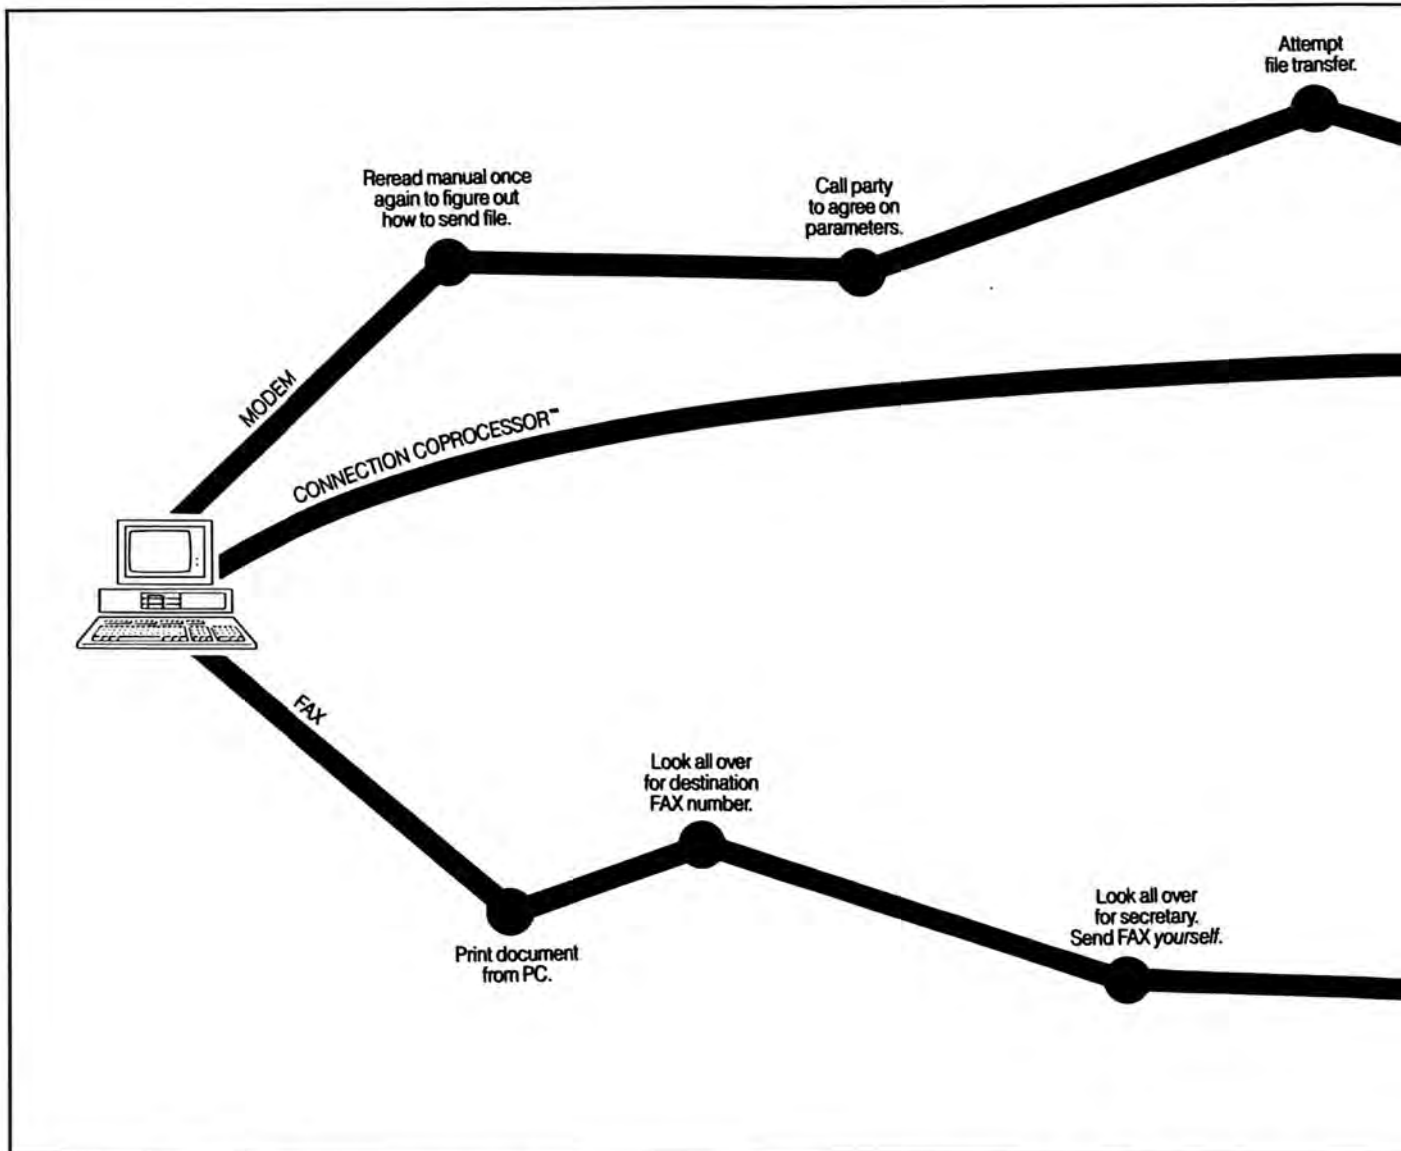 Attempt
file transfer.
Reread manual once
again to figure out
how to send file.
Call party
to agree on
parameters.
MODEM
CONNECTION COPROCESSOR™
FAX
Look all over
for destination
FAX number.
Print document
from PC.
Look all over
for secretary.
Send FAX yourself.